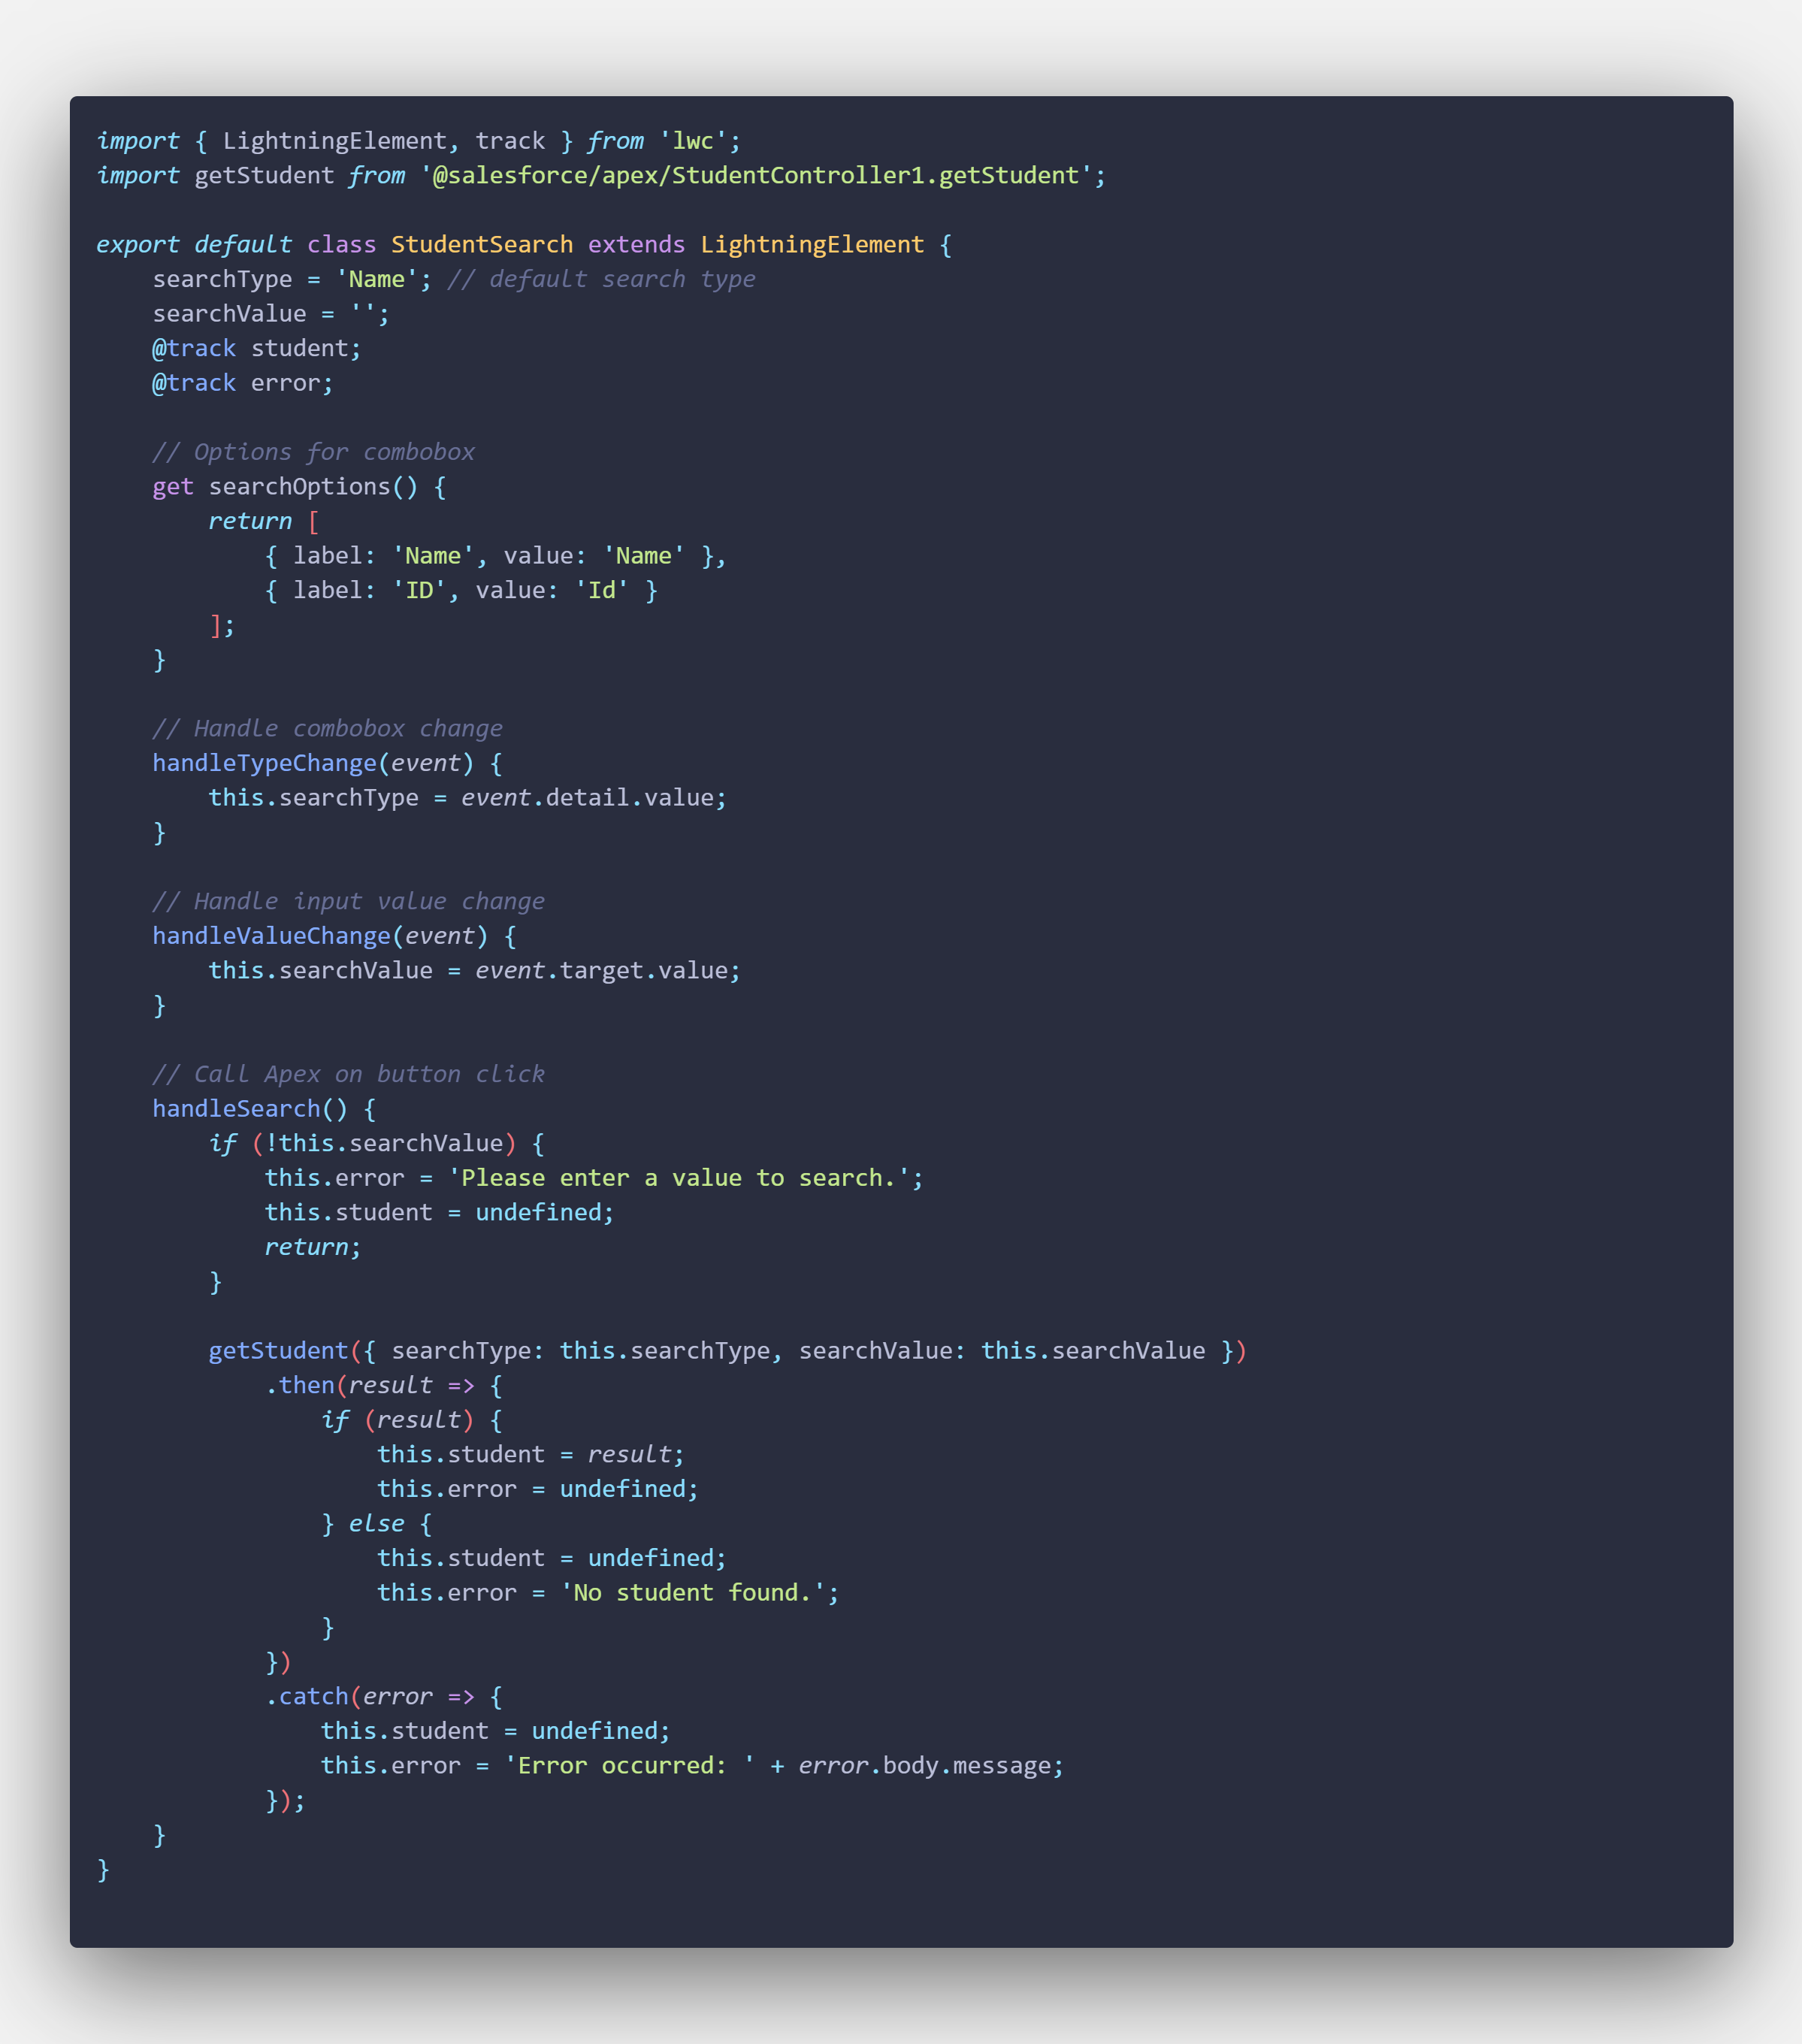 import { LightningElement, track } from 'lwc';
import getStudent from '@salesforce/apex/StudentController1.getStudent';

export default class StudentSearch extends LightningElement {
    searchType = 'Name'; // default search type
    searchValue = '';
    @track student;
    @track error;

    // Options for combobox
    get searchOptions() {
        return [
            { label: 'Name', value: 'Name' },
            { label: 'ID', value: 'Id' }
        ];
    }

    // Handle combobox change
    handleTypeChange(event) {
        this.searchType = event.detail.value;
    }

    // Handle input value change
    handleValueChange(event) {
        this.searchValue = event.target.value;
    }

    // Call Apex on button click
    handleSearch() {
        if (!this.searchValue) {
            this.error = 'Please enter a value to search.';
            this.student = undefined;
            return;
        }

        getStudent({ searchType: this.searchType, searchValue: this.searchValue })
            .then(result => {
                if (result) {
                    this.student = result;
                    this.error = undefined;
                } else {
                    this.student = undefined;
                    this.error = 'No student found.';
                }
            })
            .catch(error => {
                this.student = undefined;
                this.error = 'Error occurred: ' + error.body.message;
            });
    }
}